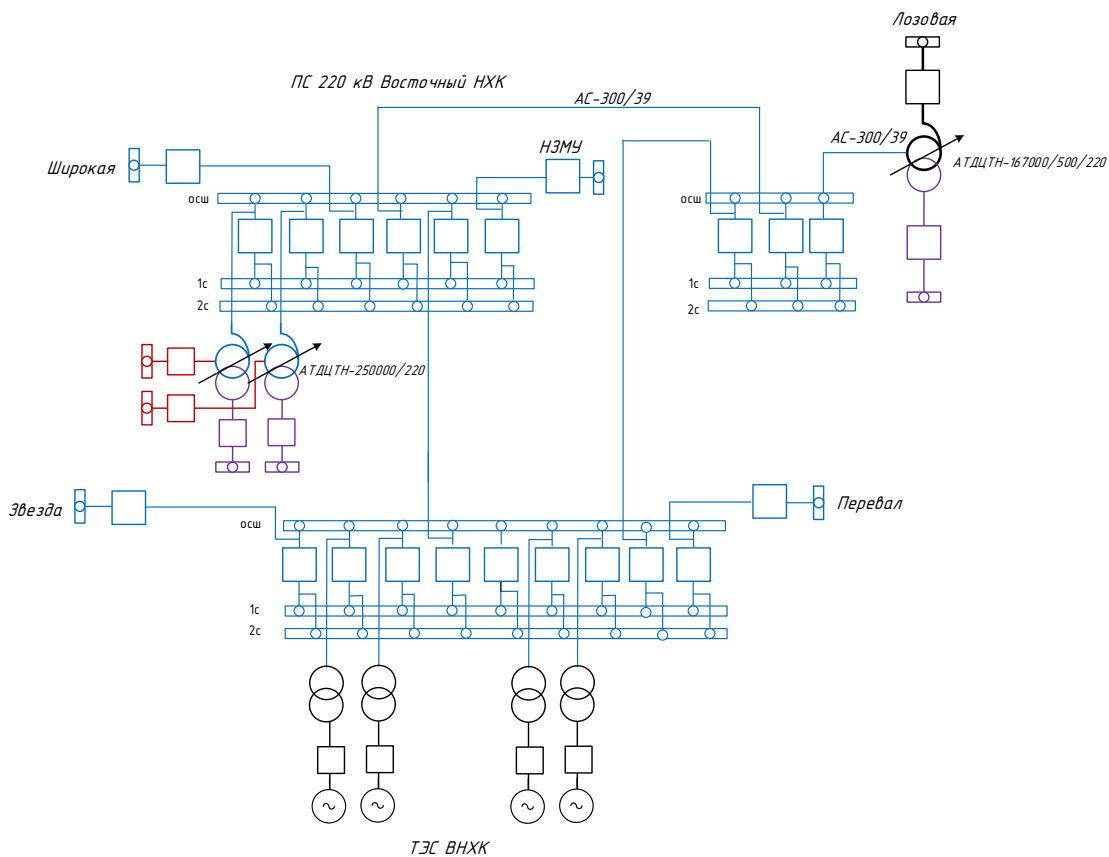 Лозовая
ПС 220 кВ Восточный НХК
АС-300/39
НЗМУ
АС-300/39
Широкая
АТДЦТН-167000/500/220
осш
осш
1с
1с
2с
2с
АТДЦТН-250000/220
Звезда
Перевал
осш
1с
2с
ТЭС ВНХК